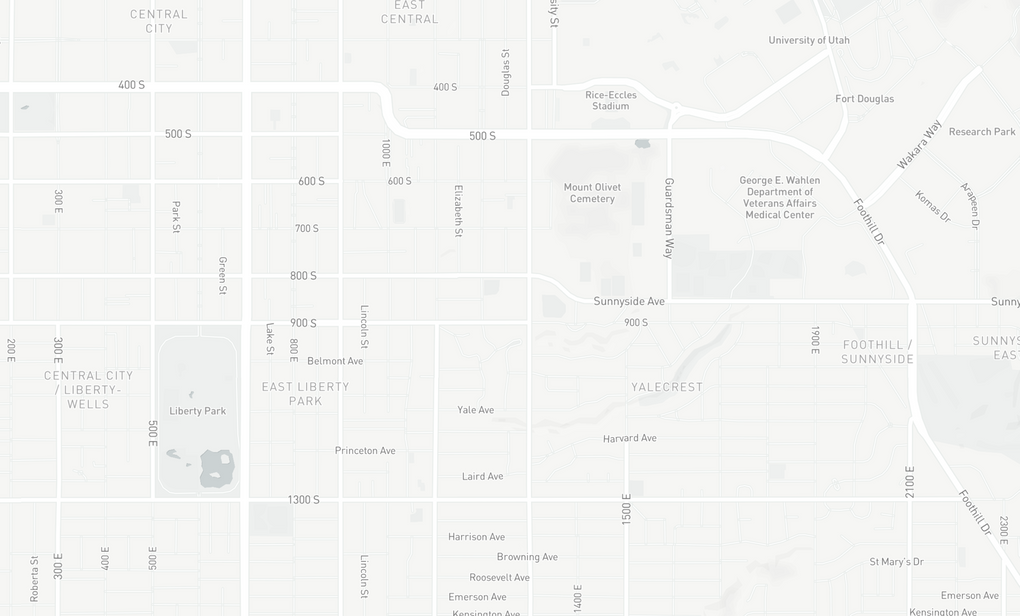 CENTRAL
CITY
EAST
CENTRAL
sity St
University of Utah
Douglas St
400 S
400 S
Rice-Eccles
Stadium
Fort Douglas
500 S
500 S
Wakara Way
Research Park
1000 E
600 S
600 S
300 E
Park St
Elizabeth St
Mount Olivet
Cemetery
Guardsman Way
George E. Wahlen
Department of
Veterans Affairs
Medical Center
Komas Dr
Arapeen Dr
Foothill Dr
700 S
Green St
800 S
Sunnyside Ave
Sunny
900 S
900 S
Lincoln St
Lake St
800 E
200 E
300 E
1900 E
Belmont Ave
FOOTHILL /
SUNNYSIDE
SUNNYS
EAST
CENTRAL CITY
/ LIBERTY-
WELLS
EAST LIBERTY
PARK
YALECREST
Liberty Park
Yale Ave
500 E
Harvard Ave
Princeton Ave
Laird Ave
2100 E
1300 S
1500 E
Foothill Dr
2300 E
Harrison Ave
Browning Ave
Roberta St
300 E
400 E
500 E
Lincoln St
St Mary's Dr
Roosevelt Ave
Emerson Ave
1400 E
Emerson Ave
Kensington Ave
Kensington Ave